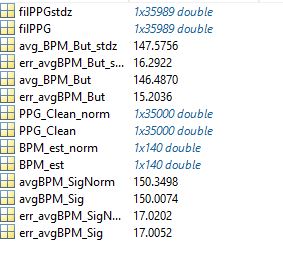 filPPGstdz 1x35989 double
filPPG 1x35989 double
avg_BPM_But_stdz 147.5756
err_avg_BPM_But_s... 16.2922
avg_BPM_But 146.4870
err_avg_BPM_But 15.2036
PPG_Clean_norm 1x35000 double
PPG_Clean 1x35000 double
BPM_est_norm 1x140 double
BPM_est 1x140 double
avgBPM_SigNorm 150.3498
avgBPM_Sig 150.0074
err_avgBPM_SigN... 17.0202
err_avgBPM_Sig 17.0052